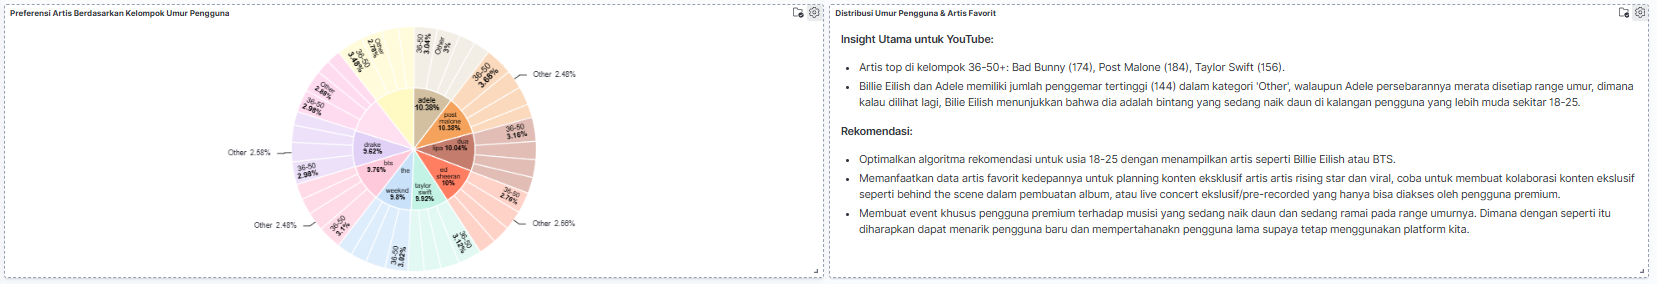 Preferensi Artis Berdasarkan Kelompok Umur Pengguna
36-50
3.04%
Other
3%
36-50
3.68%
Other 2.48%
36-50
3.16%
36-50
2.76%
Other 2.66%
36-50
3.12%
36-50
3.02%
36-50
3.1%
Other 2.48%
36-50
2.98%
Other 2.58%
36-50
2.98%
Other
36-50
3.48%
Other
2.78%
adele
10.38%
post
malone
10.38%
dua
lipa 10.04%
ed
sheeran
10%
taylor
swift
9.92%
the
weeknd
9.8%
bts
9.76%
drake
9.62%
Distribusi Umur Pengguna & Artis Favorit
Insight Utama untuk YouTube:
• Artis top di kelompok 36-50+: Bad Bunny (174), Post Malone (184), Taylor Swift (156).
• Billie Eilish dan Adele memiliki jumlah penggemar tertinggi (144) dalam kategori 'Other', walaupun Adele persebarannya merata disetiap range umur, dimana
kalau dilihat lagi, Bilie Eilish menunjukkan bahwa dia adalah bintang yang sedang naik daun di kalangan pengguna yang lebih muda sekitar 18-25.
Rekomendasi:
• Optimalkan algoritma rekomendasi untuk usia 18-25 dengan menampilkan artis seperti Billie Eilish atau BTS.
• Memanfaatkan data artis favorit kedepannya untuk planning konten eksklusif artis artis rising star dan viral, coba untuk membuat kolaborasi konten ekslusif
seperti behind the scene dalam pembuatan album, atau live concert ekslusif/pre-recorded yang hanya bisa diakses oleh pengguna premium.
• Membuat event khusus pengguna premium terhadap musisi yang sedang naik daun dan sedang ramai pada range umurnya. Dimana dengan seperti itu
diharapkan dapat menarik pengguna baru dan mempertahanakn pengguna lama supaya tetap menggunakan platform kita.